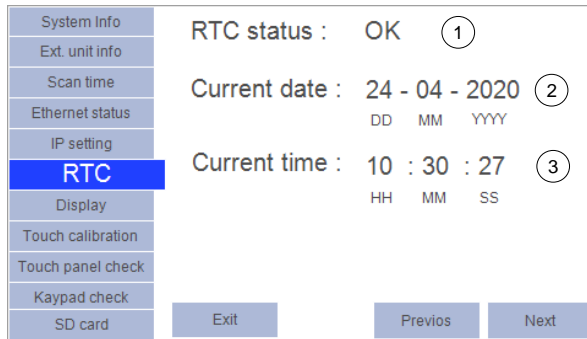 System Info
Ext. unit info
Scan time
Ethernet status
IP setting
RTC
Display
Touch calibration
Touch panel check
Kaypad check
SD card
RTC status : OK 1
Current date : 24 - 04 - 2020 2
DD MM YYYY
Current time : 10 : 30 : 27 3
HH MM SS
Exit Previos Next